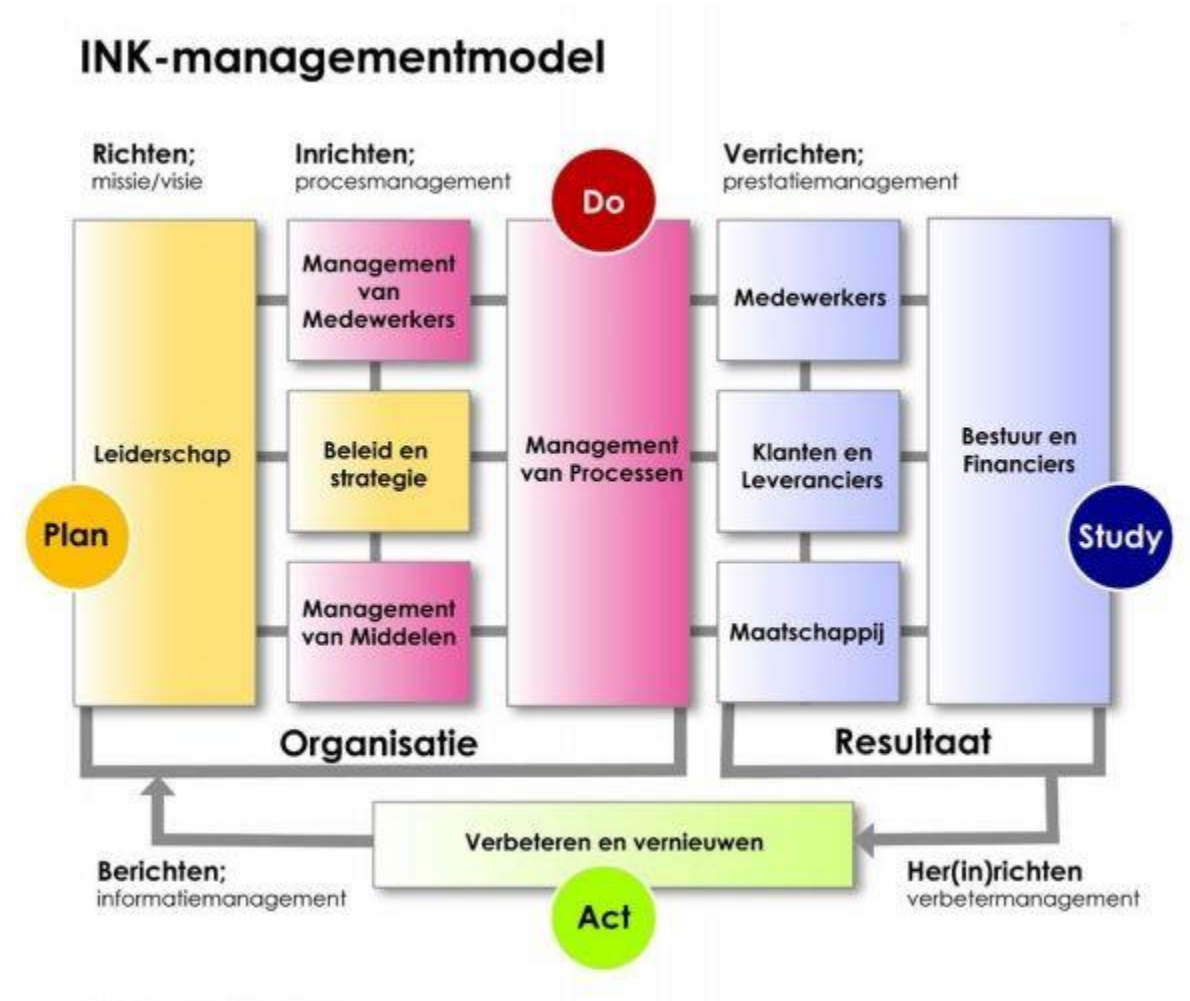 INK-managementmodel
Richten;
missie/visie
Inrichten;
procesmanagement
Do
Verrichten;
prestatiemanagement
Leiderschap
Plan
Management
van
Medewerkers
Beleid en
strategie
Management
van Middelen
Management
van Processen
Medewerkers
Klanten en
Leveranciers
Maatschappij
Bestuur en
Financiers
Study
Organisatie
Resultaat
Verbeteren en vernieuwen
Berichten;
informatiemanagement
Act
Her(in)richten
verbetermanagement